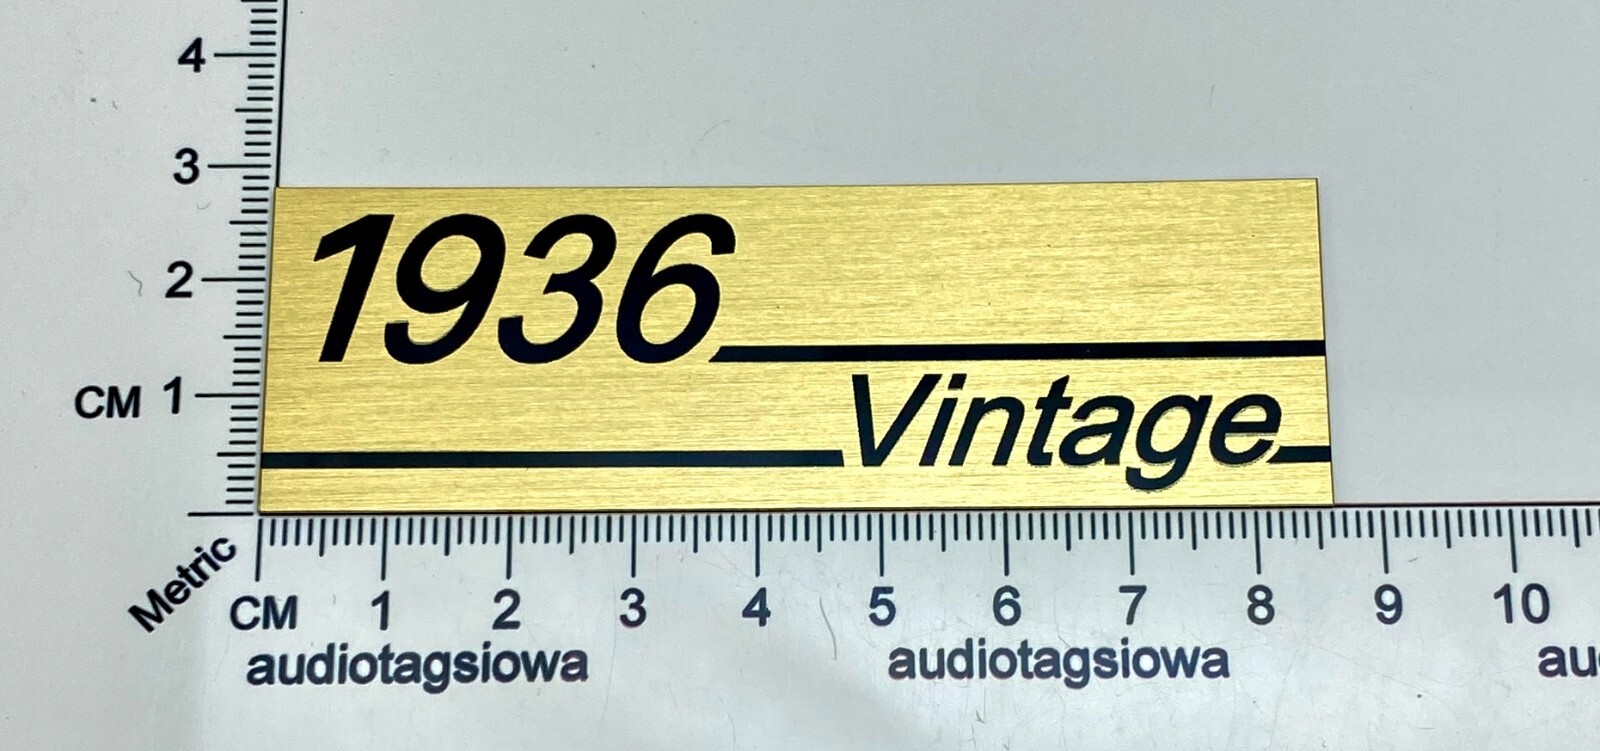 4
3
1936
2
CM 1
Vintage
Metric
CM 1 2 3 4 5 6 7 8 9 10
audiotagsiowa audiotagsiowa au